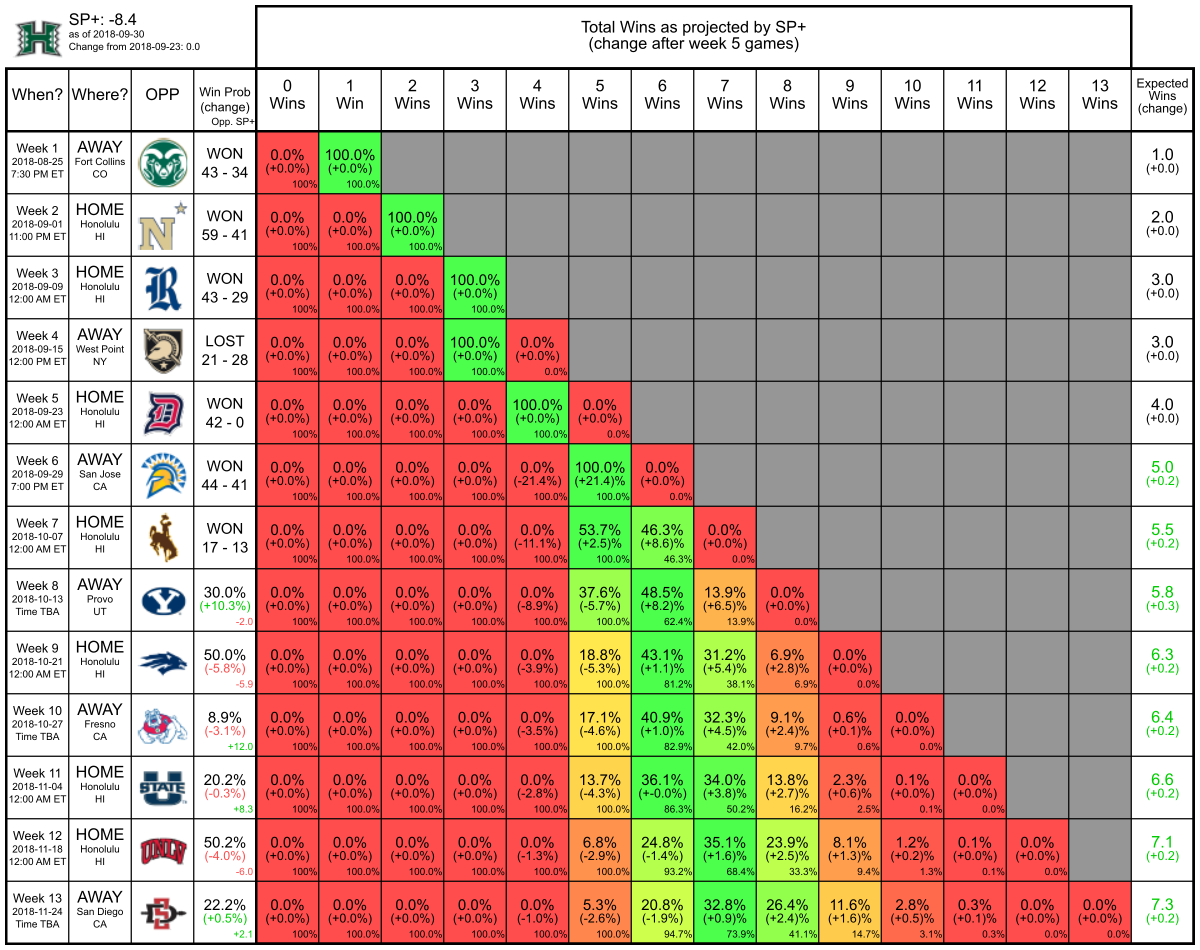 SP+: -8.4
as of 2018-09-30
Change from 2018-09-23: 0.0
Total Wins as projected by SP+
(change after week 5 games)
When? Where? OPP Win Prob (change) Opp. SP+ 0 Wins 1 Win 2 Wins 3 Wins 4 Wins 5 Wins 6 Wins 7 Wins 8 Wins 9 Wins 10 Wins 11 Wins 12 Wins 13 Wins Expected Wins (change)
Week 1 AWAY WON 0.0% 100.0% 1.0
2018-08-25 Fort Collins 43 - 34 (+0.0%) (+0.0%) (+0.0)
7:30 PM ET CO 100% 100.0%
Week 2 HOME N WON 0.0% 0.0% 100.0% 2.0
2018-09-01 Honolulu 59 - 41 (+0.0%) (+0.0%) (+0.0%) (+0.0)
11:00 PM ET HI 100% 100.0% 100.0%
Week 3 HOME R WON 0.0% 0.0% 0.0% 100.0% 3.0
2018-09-09 Honolulu 43 - 29 (+0.0%) (+0.0%) (+0.0%) (+0.0%) (+0.0)
12:00 AM ET HI 100% 100.0% 100.0% 100.0%
Week 4 AWAY LOST 0.0% 0.0% 0.0% 100.0% 0.0% 3.0
2018-09-15 West Point 21 - 28 (+0.0%) (+0.0%) (+0.0%) (+0.0%) (+0.0%) (+0.0)
12:00 PM ET NY 100% 100.0% 100.0% 100.0% 0.0%
Week 5 HOME D WON 0.0% 0.0% 0.0% 0.0% 100.0% 0.0% 4.0
2018-09-23 Honolulu 42 - 0 (+0.0%) (+0.0%) (+0.0%) (+0.0%) (+0.0%) (+0.0%) (+0.0)
12:00 AM ET HI 100% 100.0% 100.0% 100.0% 100.0% 0.0%
Week 6 AWAY WON 0.0% 0.0% 0.0% 0.0% 0.0% 100.0% 0.0% 5.0
2018-09-29 San Jose 44 - 41 (+0.0%) (+0.0%) (+0.0%) (+0.0%) (-21.4%) (+21.4)% (+0.0%) (+0.2)
7:00 PM ET CA 100% 100.0% 100.0% 100.0% 100.0% 100.0% 0.0%
Week 7 HOME WON 0.0% 0.0% 0.0% 0.0% 0.0% 53.7% 46.3% 0.0% 5.5
2018-10-07 Honolulu 17 - 13 (+0.0%) (+0.0%) (+0.0%) (+0.0%) (-11.1%) (+2.5)% (+8.6)% (+0.0%) (+0.2)
12:00 AM ET HI 100% 100.0% 100.0% 100.0% 100.0% 100.0% 46.3% 0.0%
Week 8 AWAY Y 30.0% 0.0% 0.0% 0.0% 0.0% 0.0% 37.6% 48.5% 13.9% 0.0% 5.8
2018-10-13 Provo (+10.3%) (+0.0%) (+0.0%) (+0.0%) (+0.0%) (-8.9%) (-5.7%) (+8.2)% (+6.5)% (+0.0%) (+0.3)
Time TBA UT -2.0 100% 100.0% 100.0% 100.0% 100.0% 100.0% 62.4% 13.9% 0.0%
Week 9 HOME 50.0% 0.0% 0.0% 0.0% 0.0% 0.0% 18.8% 43.1% 31.2% 6.9% 0.0% 6.3
2018-10-21 Honolulu (-5.8%) (+0.0%) (+0.0%) (+0.0%) (+0.0%) (-3.9%) (-5.3%) (+1.1)% (+5.4)% (+2.8)% (+0.0%) (+0.2)
12:00 AM ET HI -5.9 100% 100.0% 100.0% 100.0% 100.0% 100.0% 81.2% 38.1% 6.9% 0.0%
Week 10 AWAY 8.9% 0.0% 0.0% 0.0% 0.0% 0.0% 17.1% 40.9% 32.3% 9.1% 0.6% 0.0% 6.4
2018-10-27 Fresno (-3.1%) (+0.0%) (+0.0%) (+0.0%) (+0.0%) (-3.5%) (-4.6%) (+1.0)% (+4.5)% (+2.4)% (+0.1)% (+0.0%) (+0.2)
Time TBA CA +12.0 100% 100.0% 100.0% 100.0% 100.0% 100.0% 82.9% 42.0% 9.7% 0.6% 0.0%
Week 11 HOME U STATE 20.2% 0.0% 0.0% 0.0% 0.0% 0.0% 13.7% 36.1% 34.0% 13.8% 2.3% 0.1% 0.0% 6.6
2018-11-04 Honolulu (-0.3%) (+0.0%) (+0.0%) (+0.0%) (+0.0%) (-2.8%) (-4.3%) (+-0.0)% (+3.8)% (+2.7)% (+0.6)% (+0.0)% (+0.0%) (+0.2)
12:00 AM ET HI +8.3 100% 100.0% 100.0% 100.0% 100.0% 100.0% 86.3% 50.2% 16.2% 2.5% 0.1% 0.0%
Week 12 HOME UNLV 50.2% 0.0% 0.0% 0.0% 0.0% 0.0% 6.8% 24.8% 35.1% 23.9% 8.1% 1.2% 0.1% 0.0% 7.1
2018-11-18 Honolulu (-4.0%) (+0.0%) (+0.0%) (+0.0%) (+0.0%) (-1.3%) (-2.9%) (-1.4%) (+1.6)% (+2.5)% (+1.3)% (+0.2)% (+0.0)% (+0.0%) (+0.2)
12:00 AM ET HI -6.0 100% 100.0% 100.0% 100.0% 100.0% 100.0% 93.2% 68.4% 33.3% 9.4% 1.3% 0.1% 0.0%
Week 13 AWAY SD 22.2% 0.0% 0.0% 0.0% 0.0% 0.0% 5.3% 20.8% 32.8% 26.4% 11.6% 2.8% 0.3% 0.0% 0.0% 7.3
2018-11-24 San Diego (+0.5%) (+0.0%) (+0.0%) (+0.0%) (+0.0%) (-1.0%) (-2.6%) (-1.9%) (+0.9)% (+2.4)% (+1.6)% (+0.5)% (+0.1)% (+0.0%) (+0.0%) (+0.2)
Time TBA CA +2.1 100% 100.0% 100.0% 100.0% 100.0% 100.0% 94.7% 73.9% 41.1% 14.7% 3.1% 0.3% 0.0% 0.0%